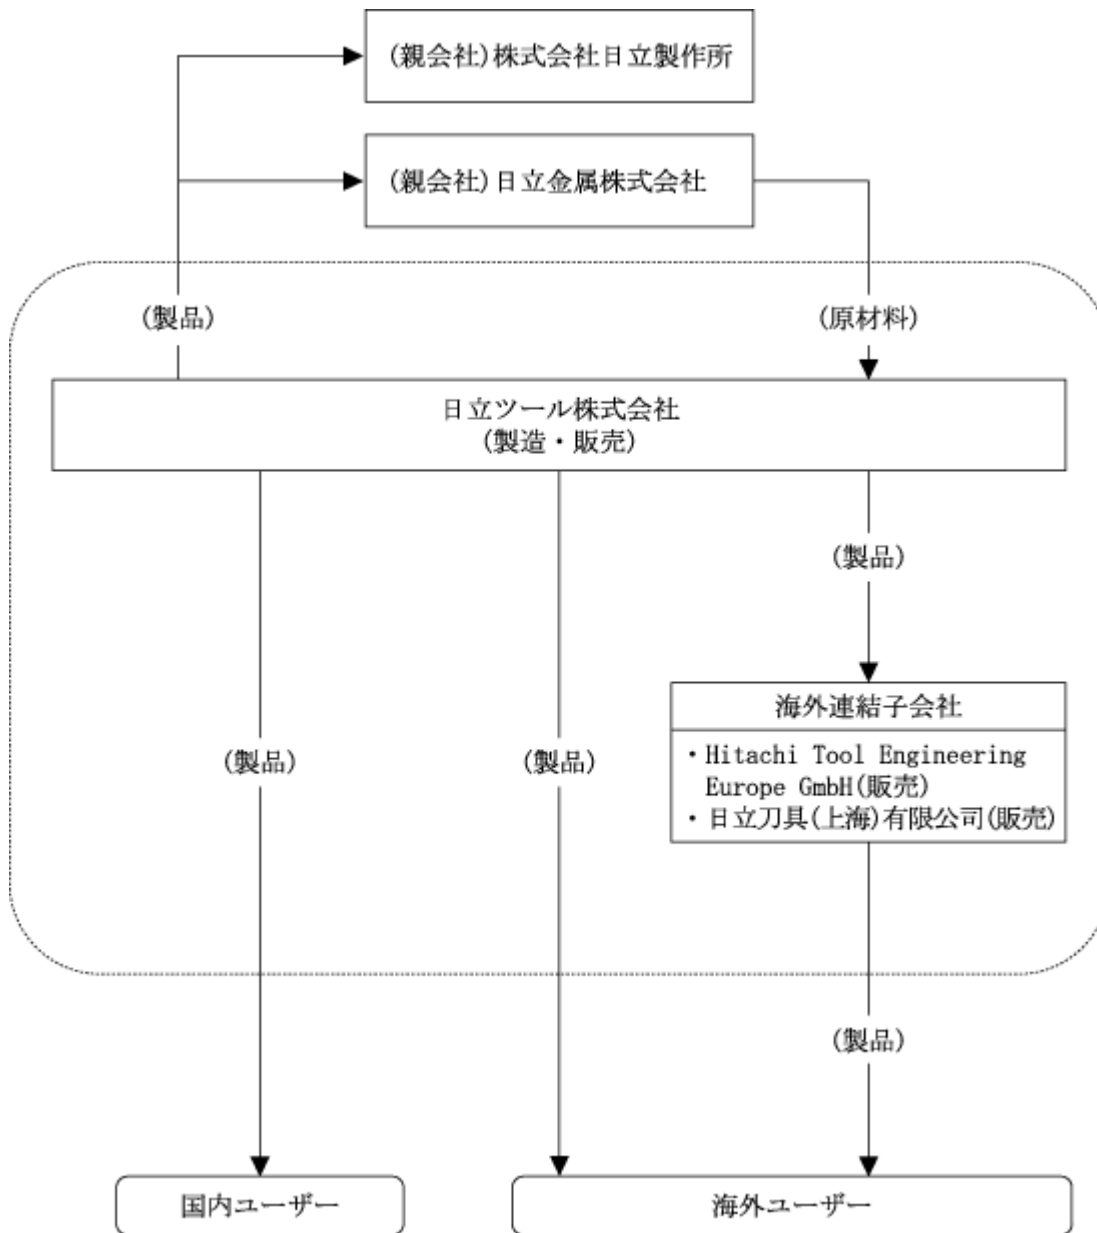 (親会社)株式会社日立製作所
(親会社)日立金属株式会社
(製品)
(原材料)
日立ツール株式会社
(製造・販売)
(製品)
海外連結子会社
・Hitachi Tool Engineering
Europe GmbH(販売)
・日立刀具(上海)有限公司(販売)
(製品)
(製品)
(製品)
国内ユーザー
海外ユーザー